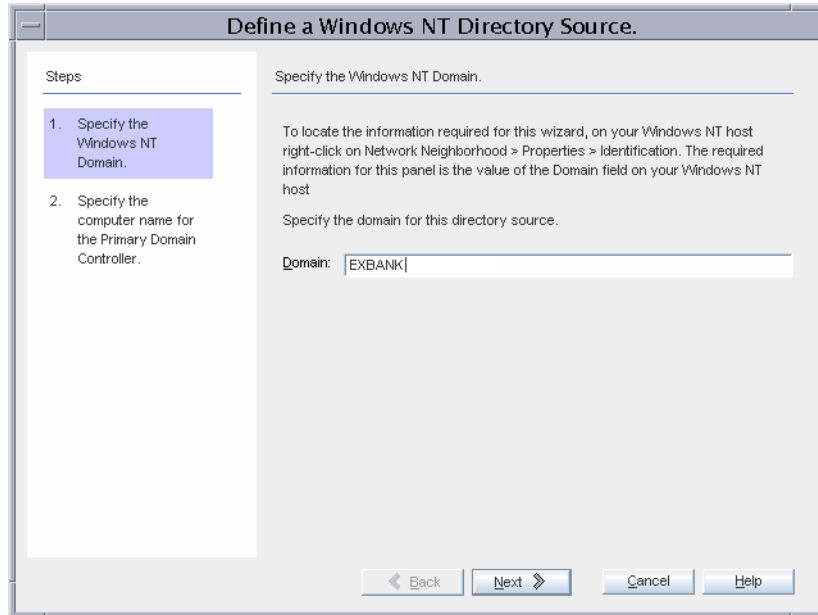 Define a Windows NT Directory Source.
Steps
1. Specify the
Windows NT
Domain.
2. Specify the
computer name for
the Primary Domain
Controller.
Specify the Windows NT Domain.
To locate the information required for this wizard, on your Windows NT host
right-click on Network Neighborhood > Properties > Identification. The required
information for this panel is the value of the Domain field on your Windows NT
host
Specify the domain for this directory source.
Domain: EXBANK
Back Next Cancel Help